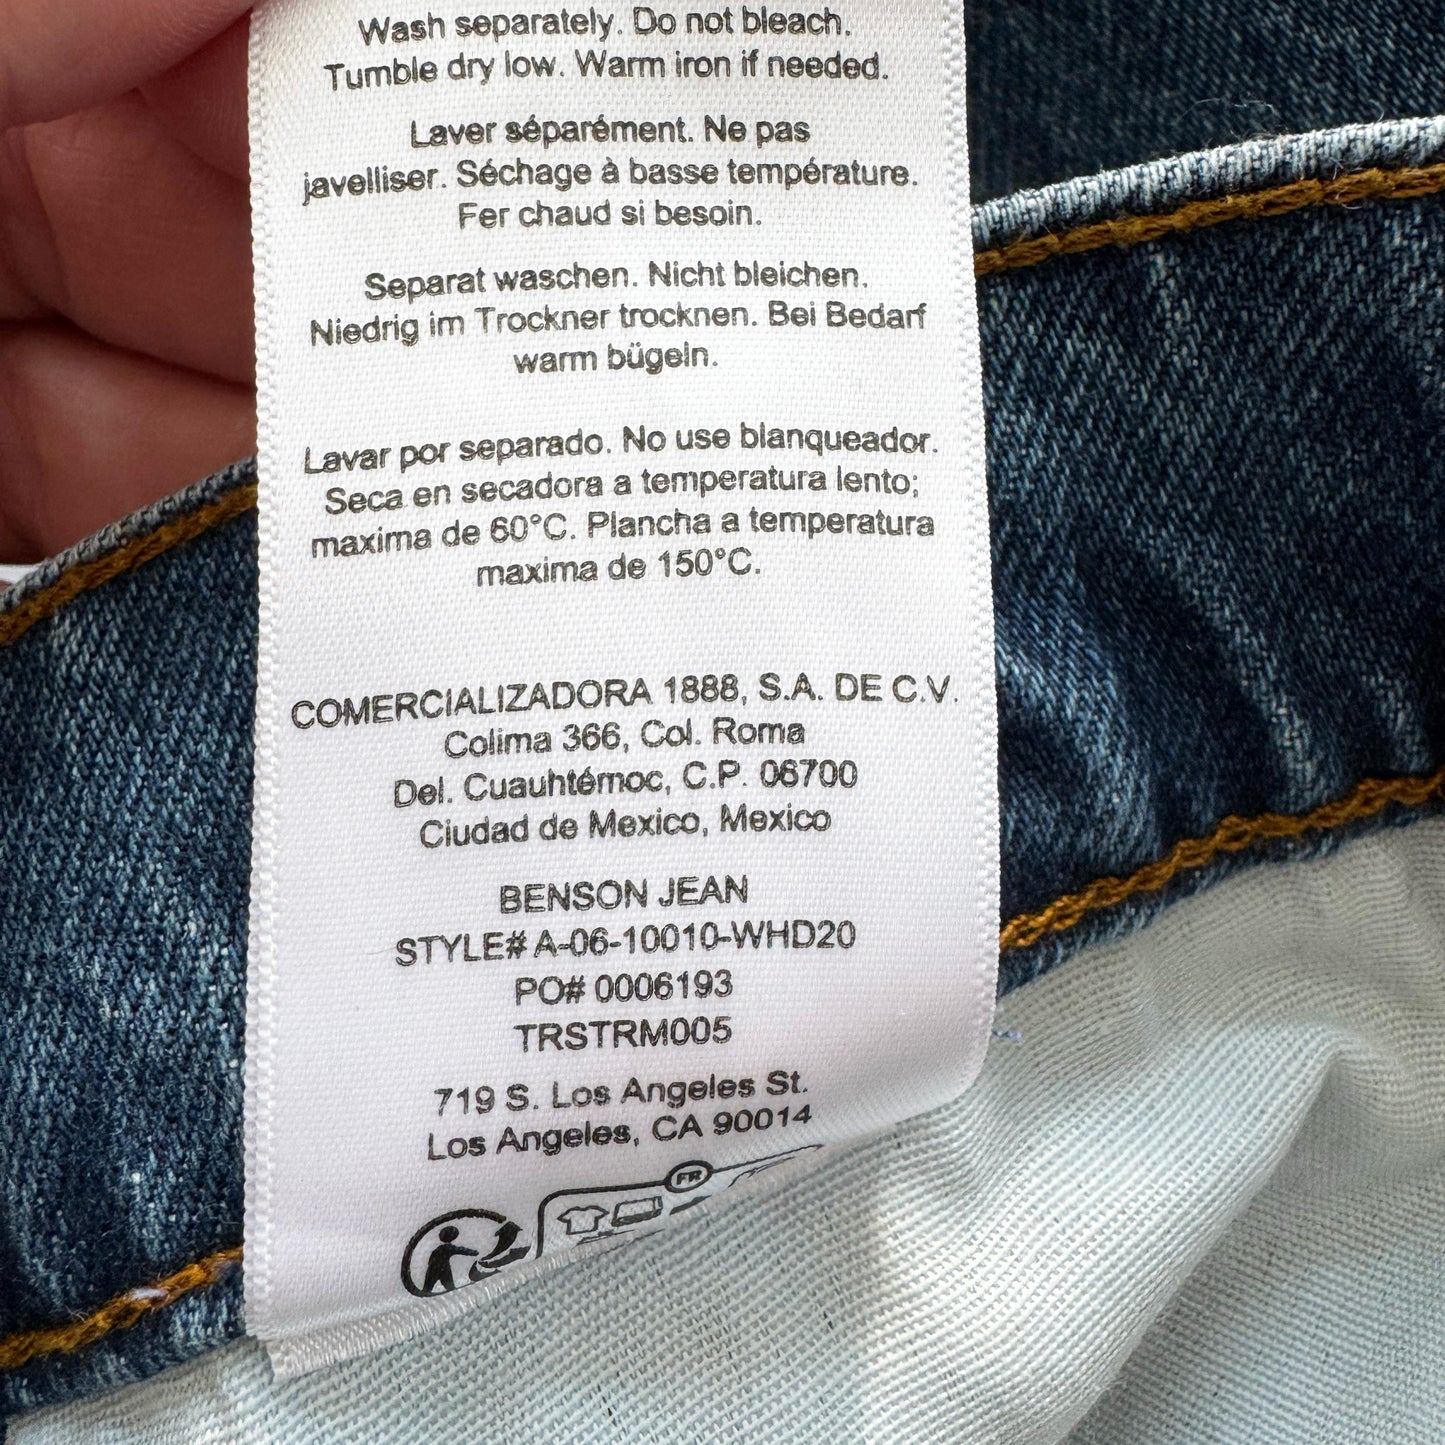 Wash separately. Do not bleach.
Tumble dry low. Warm iron if needed.
Laver séparément. Ne pas
javelliser. Séchage à basse température.
Fer chaud si besoin.
Separat waschen. Nicht bleichen.
Niedrig im Trockner trocknen. Bei Bedarf
warm bügeln.
Lavar por separado. No use blanqueador.
Seca en secadora a temperatura lento;
maxima de 60°C. Plancha a temperatura
maxima de 150°C.
COMERCIALIZADORA 1888, S.A. DE C.V.
Colima 366, Col. Roma
Del. Cuauhtémoc, C.P. 06700
Ciudad de Mexico, Mexico
BENSON JEAN
STYLE# A-06-10010-WHD20
PO# 0006193
TRSTRM005
719 S. Los Angeles St.
Los Angeles, CA 90014
FR